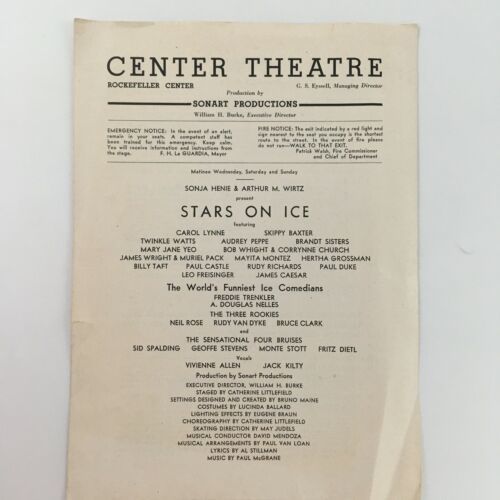 CENTER THEATRE
ROCKEFELLER CENTER G. S. Eyssell, Managing Director
Production by
SONART PRODUCTIONS
William H. Burke, Executive Director
EMERGENCY NOTICE: In the event of an alert,
remain in your seats. A competent staff has
been trained for this emergency. Keep calm.
You will receive information and instructions from
the stage. F. H. La GUARDIA, Mayor
FIRE NOTICE: The exit indicated by a red light and
sign nearest to the seat you occupy is the shortest
route to the street. In the event of fire please
do not run—WALK TO THAT EXIT.
Patrick Walsh, Fire Commissioner
and Chief of Department
Matinee Wednesday, Saturday and Sunday
SONJA HENIE & ARTHUR M. WIRTZ
present
STARS ON ICE
featuring
CAROL LYNNE SKIPPY BAXTER
TWINKLE WATTS AUDREY PEPPE BRANDT SISTERS
MARY JANE YEO BOB WHIGHT & CORRYNNE CHURCH
JAMES WRIGHT & MURIEL PACK MAYITA MONTEZ HERTHA GROSSMAN
BILLY TAFT PAUL CASTLE RUDY RICHARDS PAUL DUKE
LEO FREISINGER JAMES CAESAR
The World's Funniest Ice Comedians
FREDDIE TRENKLER
A. DOUGLAS NELLES
THE THREE ROOKIES
NEIL ROSE RUDY VAN DYKE BRUCE CLARK
and
THE SENSATIONAL FOUR BRUISES
SID SPALDING GEOFFE STEVENS MONTE STOTT FRITZ DIETL
Vocals
VIVIENNE ALLEN JACK KILTY
Production by Sonart Productions
EXECUTIVE DIRECTOR, WILLIAM H. BURKE
STAGED BY CATHERINE LITTLEFIELD
SETTINGS DESIGNED AND CREATED BY BRUNO MAINE
COSTUMES BY LUCINDA BALLARD
LIGHTING EFFECTS BY EUGENE BRAUN
CHOREOGRAPHY BY CATHERINE LITTLEFIELD
SKATING DIRECTION BY MAY JUDELS
MUSICAL CONDUCTOR DAVID MENDOZA
MUSICAL ARRANGEMENTS BY PAUL VAN LOAN
LYRICS BY AL STILLMAN
MUSIC BY PAUL McGRANE